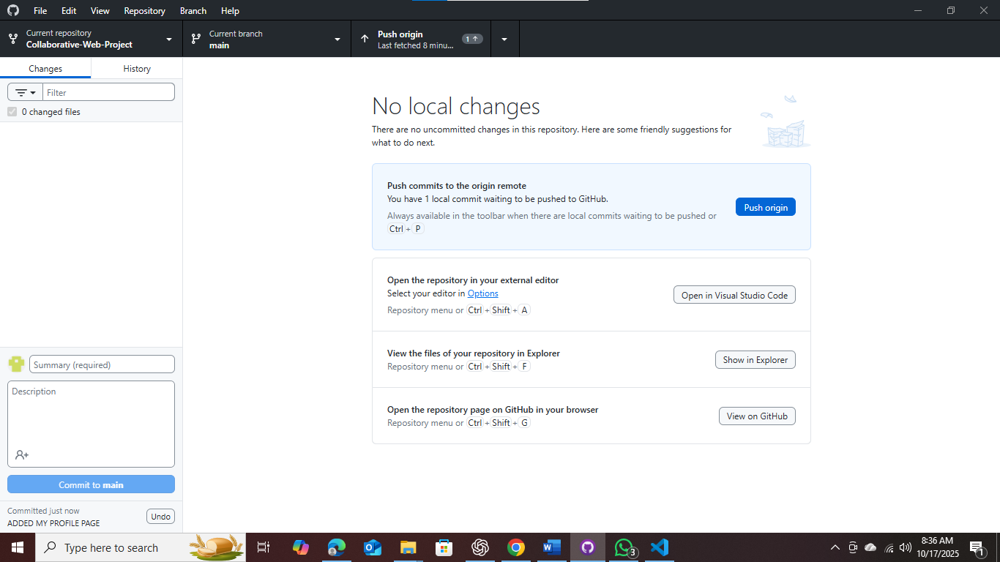 File Edit View Repository Branch Help
Current repository
Collaborative-Web-Project
Current branch
main
Push origin
Last fetched 8 minu...
1
Changes
History
Filter
0 changed files
No local changes
There are no uncommitted changes in this repository. Here are some friendly suggestions for
what to do next.
Push commits to the origin remote
You have 1 local commit waiting to be pushed to GitHub.
Always available in the toolbar when there are local commits waiting to be pushed or
Ctrl + P
Push origin
Open the repository in your external editor
Select your editor in Options
Repository menu or Ctrl + Shift + A
Open in Visual Studio Code
View the files of your repository in Explorer
Repository menu or Ctrl + Shift + F
Show in Explorer
Open the repository page on GitHub in your browser
Repository menu or Ctrl + Shift + G
View on GitHub
Summary (required)
Description
Commit to main
Committed just now
ADDED MY PROFILE PAGE
Undo
Type here to search
3
8:36 AM
10/17/2025
1